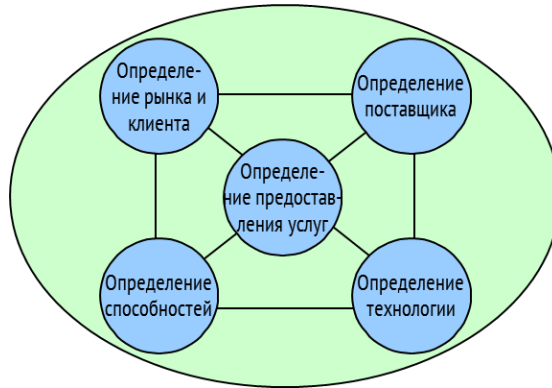 Определе-
ние рынка и
клиента
Определение
поставщика
Определе-
ние предостав-
ления услуг
Определение
способностей
Определение
технологии